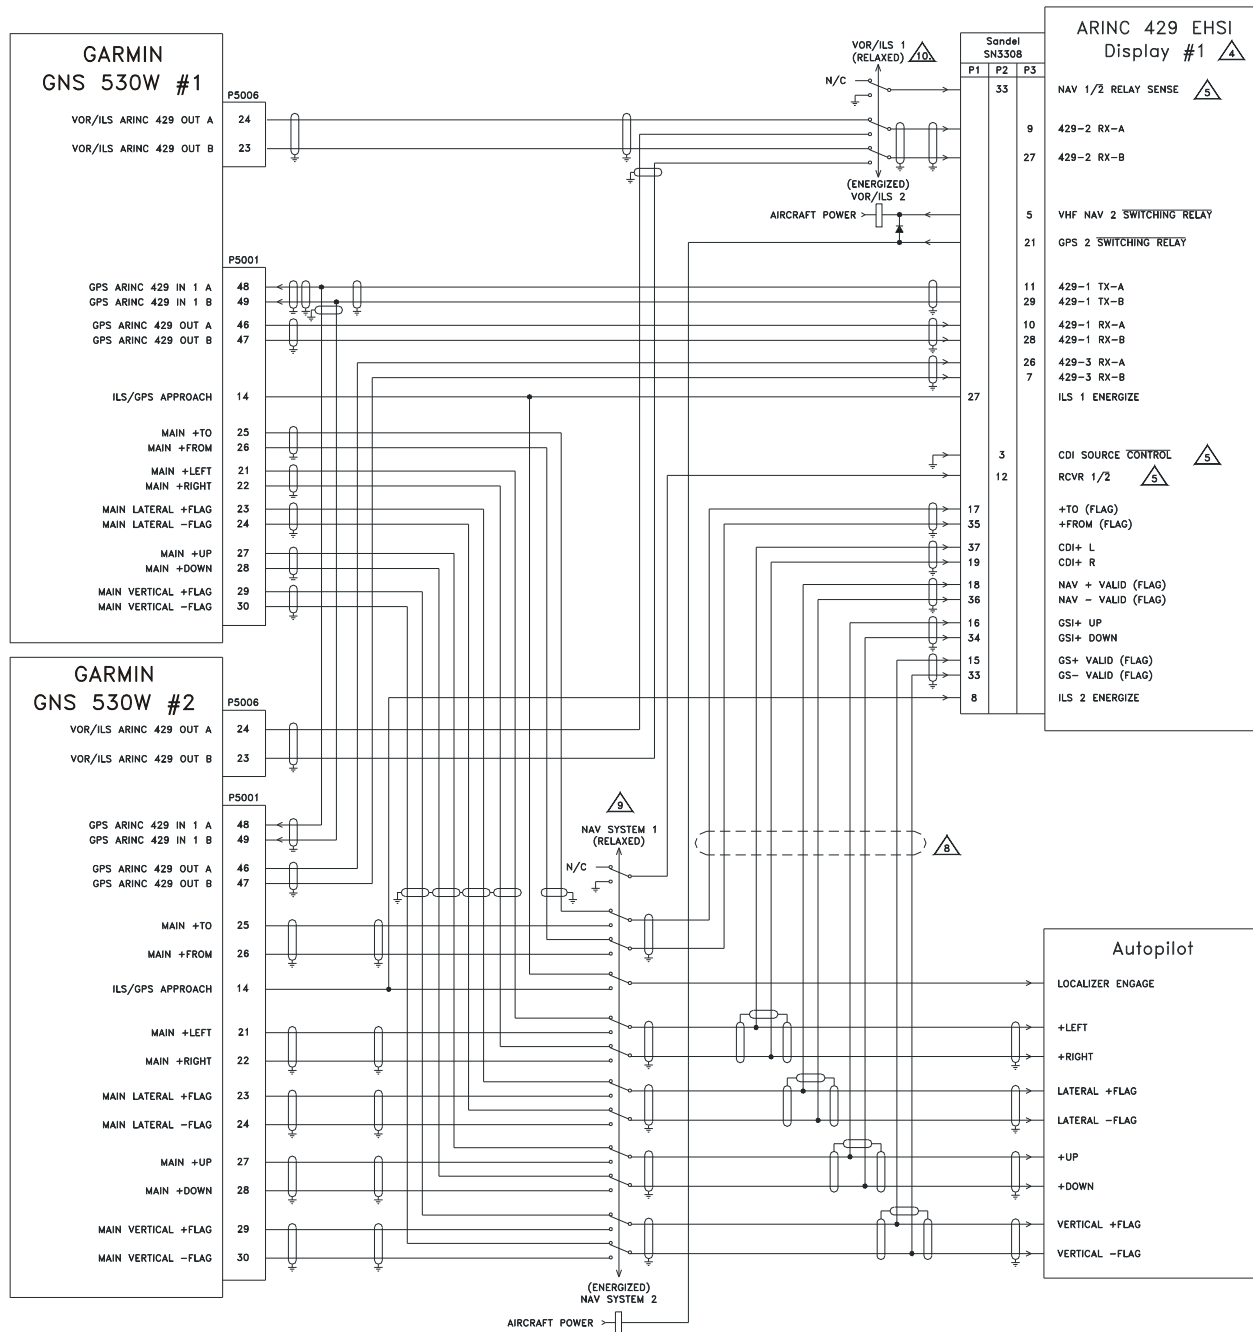 GARMIN
GNS 530W #1
P5006
VOR/ILS ARINC 429 OUT A 24
VOR/ILS ARINC 429 OUT B 23
P5001
GPS ARINC 429 IN 1 A 48
GPS ARINC 429 IN 1 B 49
GPS ARINC 429 OUT A 46
GPS ARINC 429 OUT B 47
ILS/GPS APPROACH 14
MAIN +TO 25
MAIN +FROM 26
MAIN +LEFT 21
MAIN +RIGHT 22
MAIN LATERAL +FLAG 23
MAIN LATERAL -FLAG 24
MAIN +UP 27
MAIN +DOWN 28
MAIN VERTICAL +FLAG 29
MAIN VERTICAL -FLAG 30
VOR/ILS 1
(RELAXED) 10.
N/C
(ENERGIZED)
VOR/ILS 2
AIRCRAFT POWER
ARINC 429 EHSI
Display #1 4
Sandel
SN3308
P1 P2 P3
33 NAV 1/2 RELAY SENSE 5
9 429-2 RX-A
27 429-2 RX-B
5 VHF NAV 2 SWITCHING RELAY
21 GPS 2 SWITCHING RELAY
11 429-1 TX-A
29 429-1 TX-B
10 429-1 RX-A
28 429-1 RX-B
26 429-3 RX-A
7 429-3 RX-B
27 ILS 1 ENERGIZE
3 CDI SOURCE CONTROL 5
12 RCVR 1/2 5
17 +TO (FLAG)
35 +FROM (FLAG)
37 CDI+ L
19 CDI+ R
18 NAV + VALID (FLAG)
36 NAV - VALID (FLAG)
16 GSI+ UP
34 GSI+ DOWN
15 GS+ VALID (FLAG)
33 GS- VALID (FLAG)
8 ILS 2 ENERGIZE
GARMIN
GNS 530W #2
P5006
VOR/ILS ARINC 429 OUT A 24
VOR/ILS ARINC 429 OUT B 23
P5001
GPS ARINC 429 IN 1 A 48
GPS ARINC 429 IN 1 B 49
GPS ARINC 429 OUT A 46
GPS ARINC 429 OUT B 47
MAIN +TO 25
MAIN +FROM 26
ILS/GPS APPROACH 14
MAIN +LEFT 21
MAIN +RIGHT 22
MAIN LATERAL +FLAG 23
MAIN LATERAL -FLAG 24
MAIN +UP 27
MAIN +DOWN 28
MAIN VERTICAL +FLAG 29
MAIN VERTICAL -FLAG 30
9
NAV SYSTEM 1
(RELAXED)
N/C
8
(ENERGIZED)
NAV SYSTEM 2
AIRCRAFT POWER
Autopilot
LOCALIZER ENGAGE
+LEFT
+RIGHT
LATERAL +FLAG
LATERAL -FLAG
+UP
+DOWN
VERTICAL +FLAG
VERTICAL -FLAG